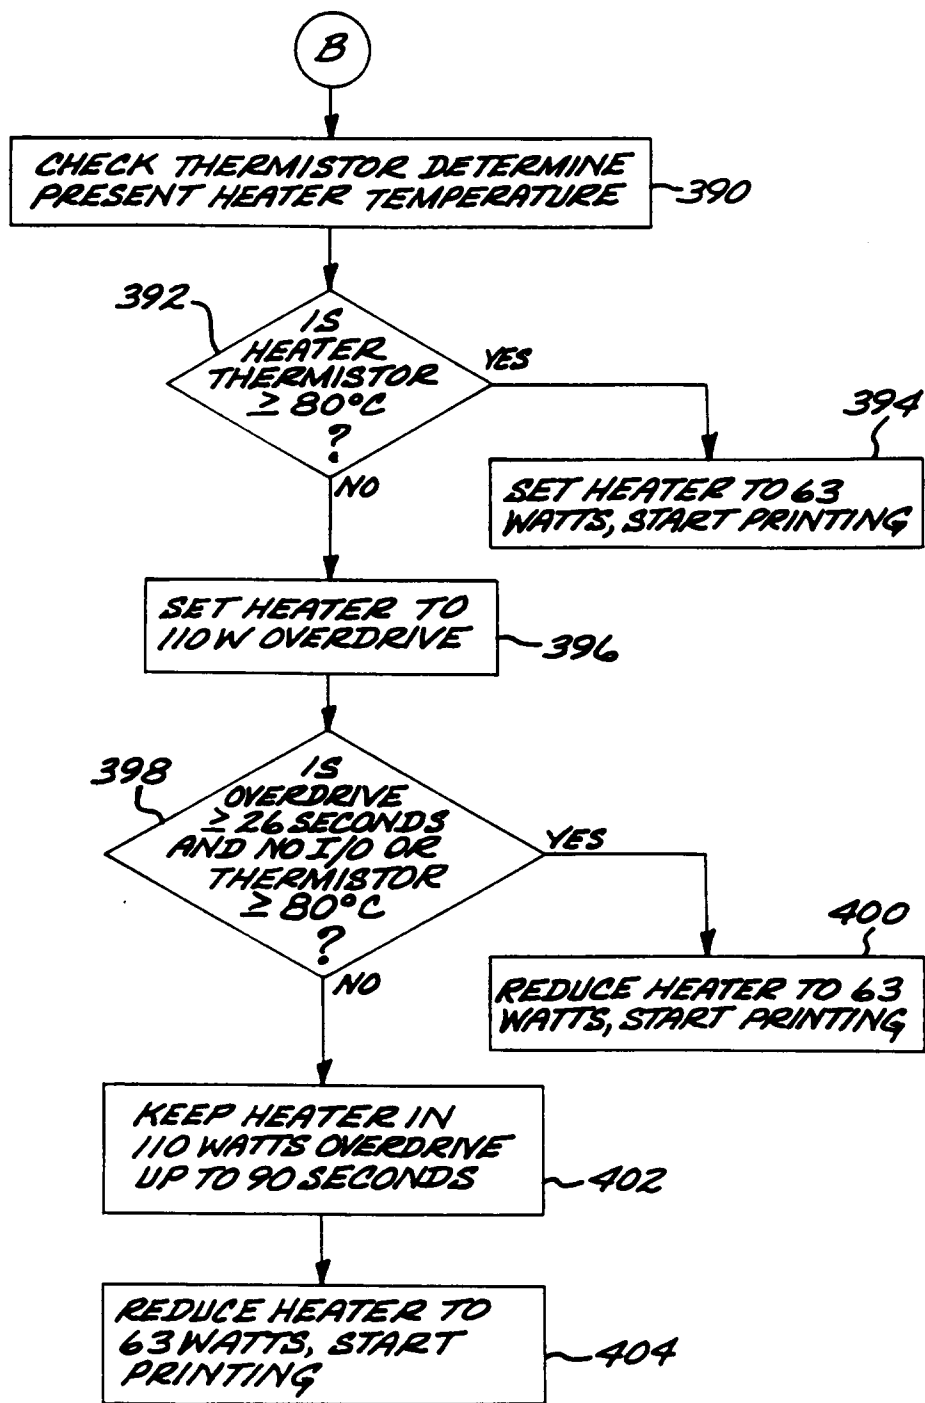 B
CHECK THERMISTOR DETERMINE
PRESENT HEATER TEMPERATURE
390
392
IS
HEATER
THERMISTOR
≥ 80°C
?
YES
NO
394
SET HEATER TO 63
WATTS, START PRINTING
SET HEATER TO
110W OVERDRIVE
396
398
IS
OVERDRIVE
≥ 26 SECONDS
AND NO I/O OR
THERMISTOR
≥ 80°C
?
YES
NO
400
REDUCE HEATER TO 63
WATTS, START PRINTING
KEEP HEATER IN
110 WATTS OVERDRIVE
UP TO 90 SECONDS
402
REDUCE HEATER TO
63 WATTS, START
PRINTING
404